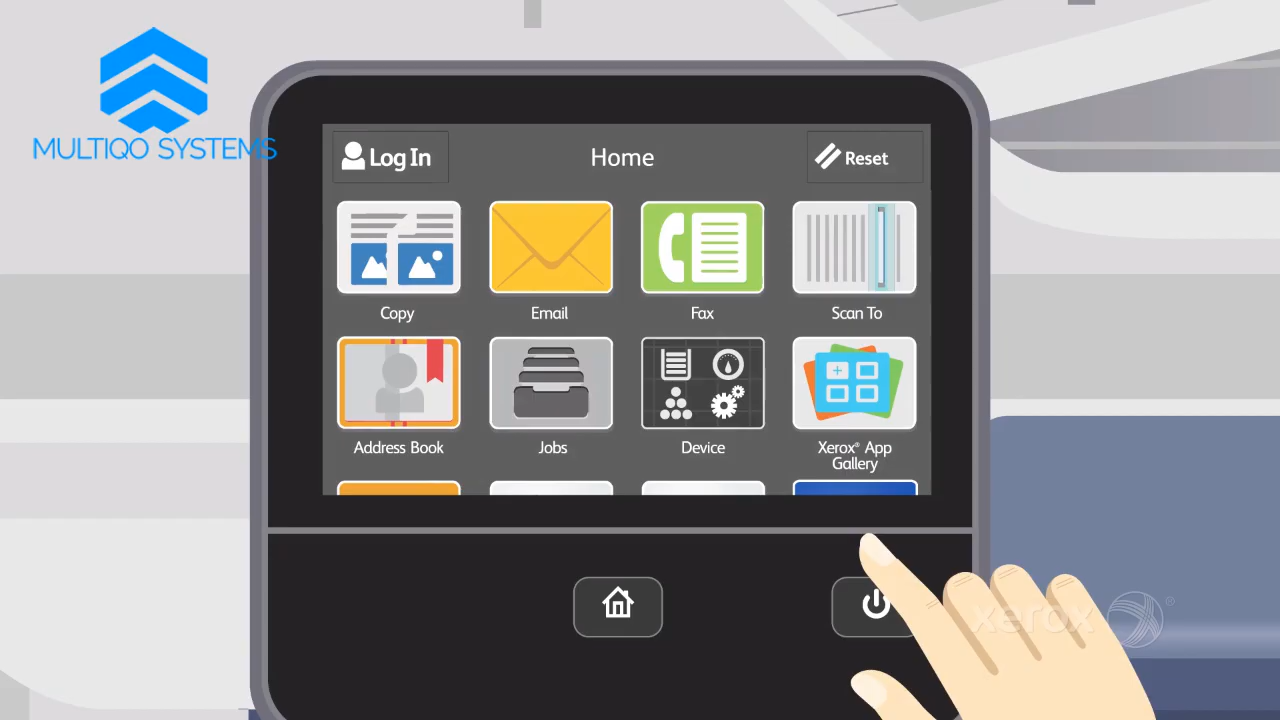 MULTIQO SYSTEMS
Log In
Home
Reset
Copy
Email
Fax
Scan To
Address Book
Jobs
Device
Xerox® App
Gallery
xerox ®